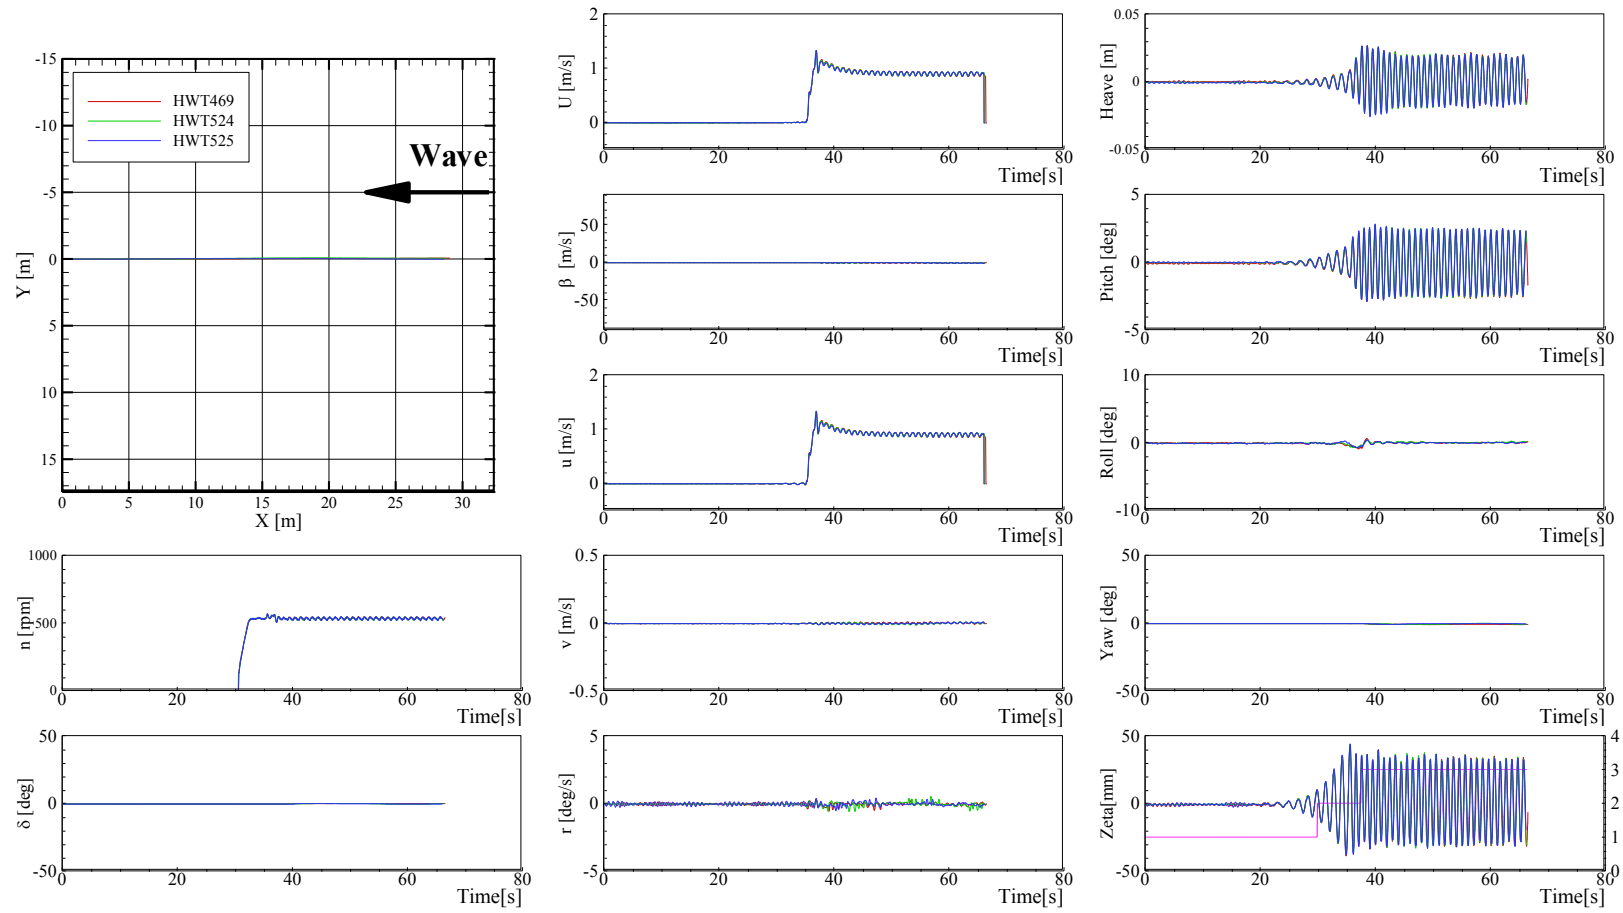 -15
-10
-5
0
5
10
15
Y [m]
HWT469
HWT524
HWT525
Wave
0 5 10 15 20 25 30
X [m]
2
1
0
U [m/s]
0 20 40 60 80
Time[s]
0.05
0
-0.05
Heave [m]
0 20 40 60 80
Time[s]
50
0
-50
β [m/s]
0 20 40 60 80
Time[s]
5
0
-5
Pitch [deg]
0 20 40 60 80
Time[s]
2
1
0
u [m/s]
0 20 40 60 80
Time[s]
10
0
-10
Roll [deg]
0 20 40 60 80
Time[s]
1000
500
0
n [rpm]
0 20 40 60 80
Time[s]
0.5
0
-0.5
v [m/s]
0 20 40 60 80
Time[s]
50
0
-50
Yaw [deg]
0 20 40 60 80
Time[s]
50
0
-50
δ [deg]
0 20 40 60 80
Time[s]
5
0
-5
r [deg/s]
0 20 40 60 80
Time[s]
50
0
-50
Zeta[mm]
4
3
2
1
0
0 20 40 60 80
Time[s]